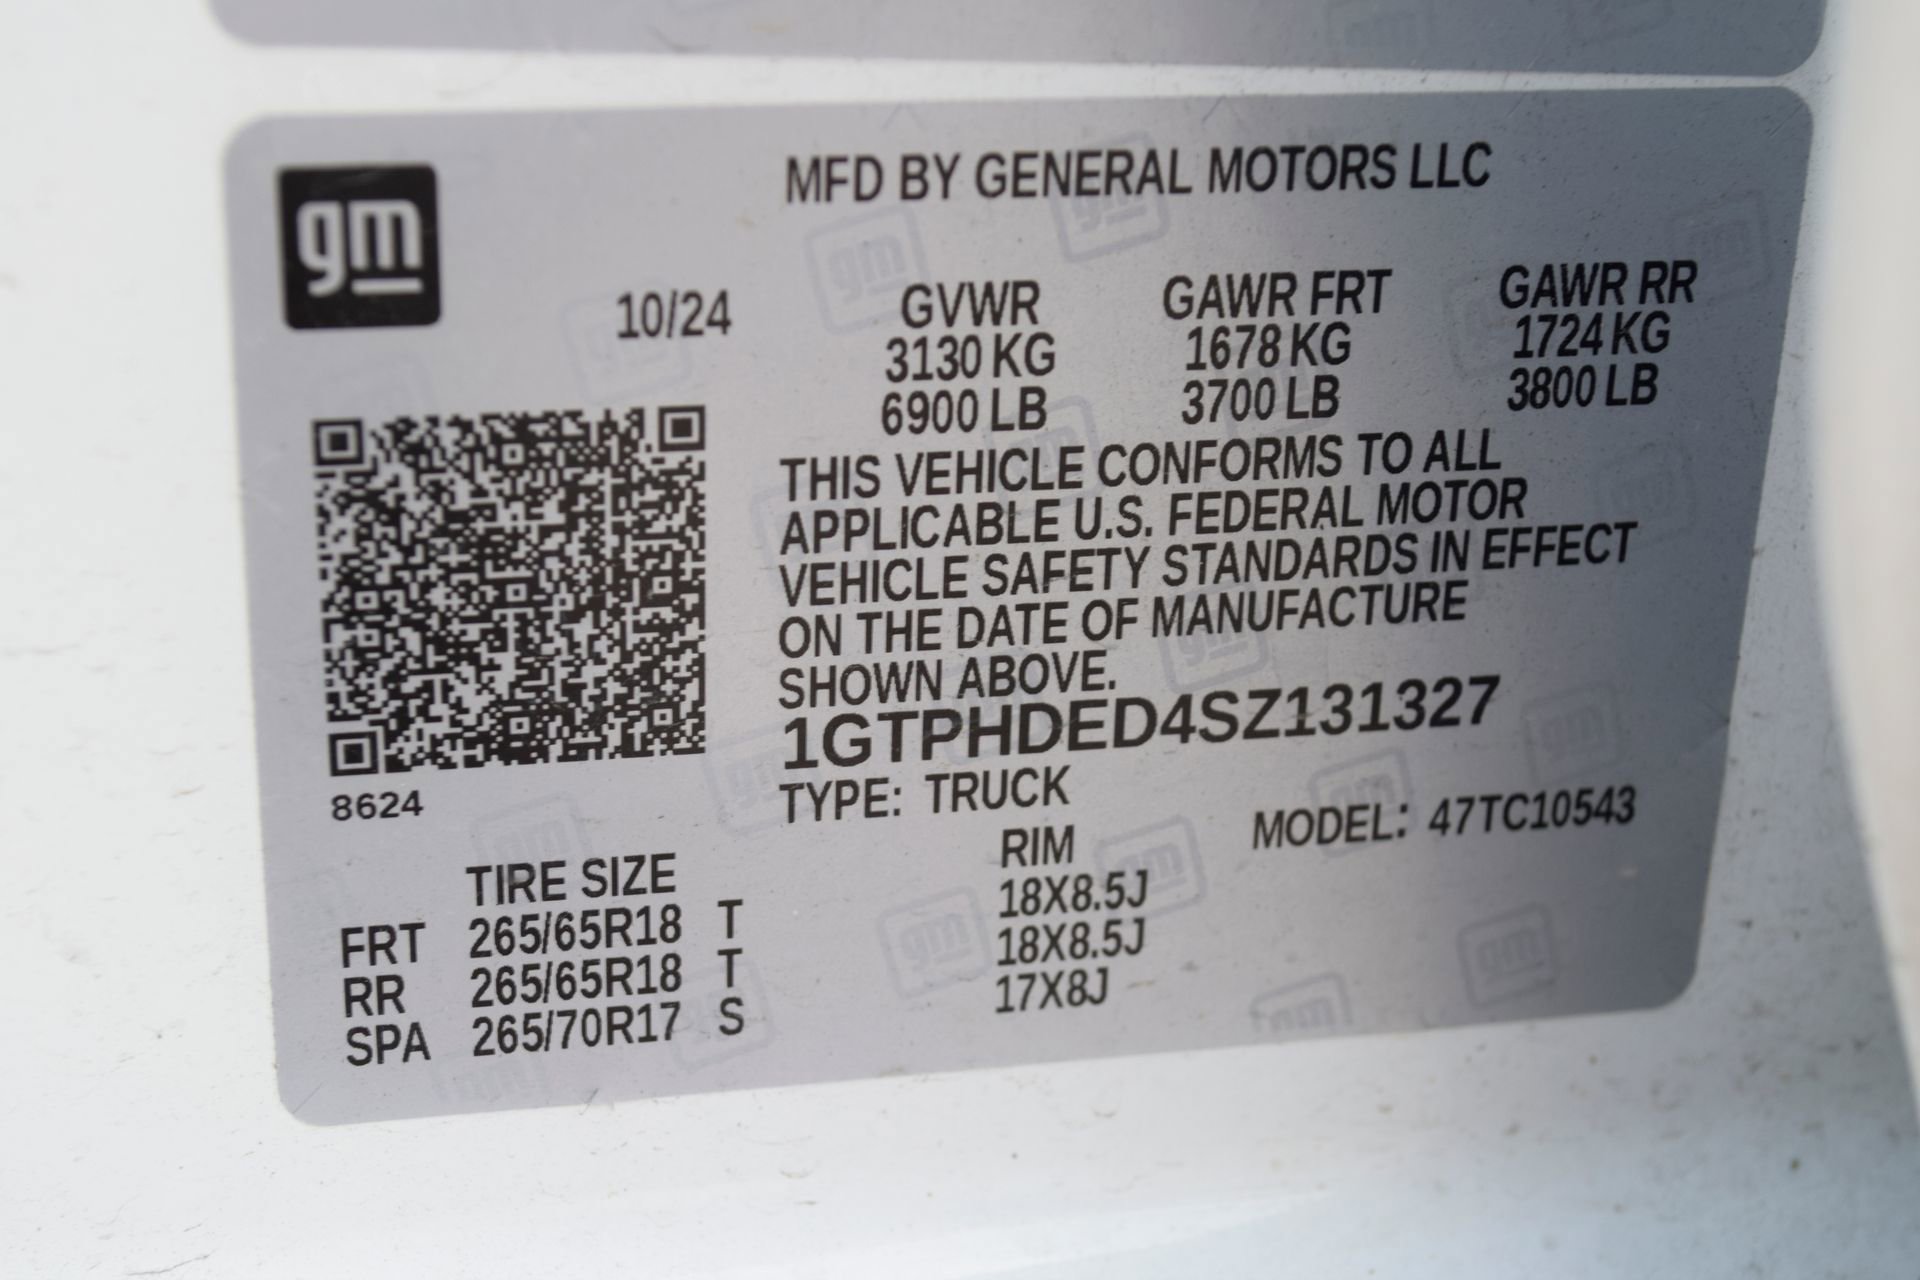 gm
MFD BY GENERAL MOTORS LLC
10/24 GVWR GAWR FRT GAWR RR
3130 KG 1678 KG 1724 KG
6900 LB 3700 LB 3800 LB
THIS VEHICLE CONFORMS TO ALL
APPLICABLE U.S. FEDERAL MOTOR
VEHICLE SAFETY STANDARDS IN EFFECT
ON THE DATE OF MANUFACTURE
SHOWN ABOVE.
1GTPHDED4SZ131327
TYPE: TRUCK
8624
MODEL: 47TC10543
TIRE SIZE RIM
FRT 265/65R18 T 18X8.5J
RR 265/65R18 T 18X8.5J
SPA 265/70R17 S 17X8J